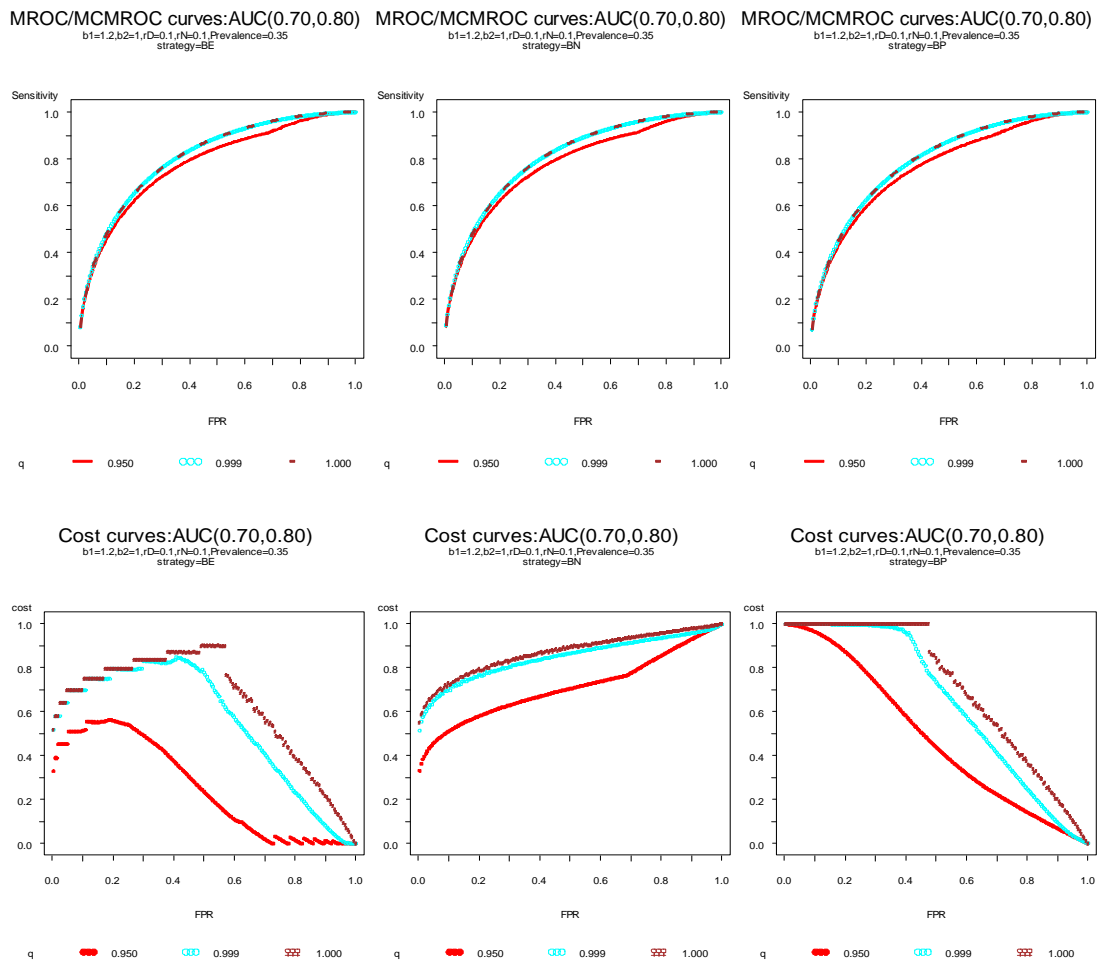 MROC/MCMROC curves:AUC(0.70,0.80)
b1=1.2,b2=1,rD=0.1,rN=0.1,Prevalence=0.35
strategy=BE
Sensitivity
1.0
0.8
0.6
0.4
0.2
0.0
0.0 0.2 0.4 0.6 0.8 1.0
FPR
q 0.950 0.999 1.000
MROC/MCMROC curves:AUC(0.70,0.80)
b1=1.2,b2=1,rD=0.1,rN=0.1,Prevalence=0.35
strategy=BN
Sensitivity
1.0
0.8
0.6
0.4
0.2
0.0
0.0 0.2 0.4 0.6 0.8 1.0
FPR
q 0.950 0.999 1.000
MROC/MCMROC curves:AUC(0.70,0.80)
b1=1.2,b2=1,rD=0.1,rN=0.1,Prevalence=0.35
strategy=BP
Sensitivity
1.0
0.8
0.6
0.4
0.2
0.0
0.0 0.2 0.4 0.6 0.8 1.0
FPR
q 0.950 0.999 1.000
Cost curves:AUC(0.70,0.80)
b1=1.2,b2=1,rD=0.1,rN=0.1,Prevalence=0.35
strategy=BE
cost
1.0
0.8
0.6
0.4
0.2
0.0
0.0 0.2 0.4 0.6 0.8 1.0
FPR
q 0.950 0.999 1.000
Cost curves:AUC(0.70,0.80)
b1=1.2,b2=1,rD=0.1,rN=0.1,Prevalence=0.35
strategy=BN
cost
1.0
0.8
0.6
0.4
0.2
0.0
0.0 0.2 0.4 0.6 0.8 1.0
FPR
q 0.950 0.999 1.000
Cost curves:AUC(0.70,0.80)
b1=1.2,b2=1,rD=0.1,rN=0.1,Prevalence=0.35
strategy=BP
cost
1.0
0.8
0.6
0.4
0.2
0.0
0.0 0.2 0.4 0.6 0.8 1.0
FPR
q 0.950 0.999 1.000